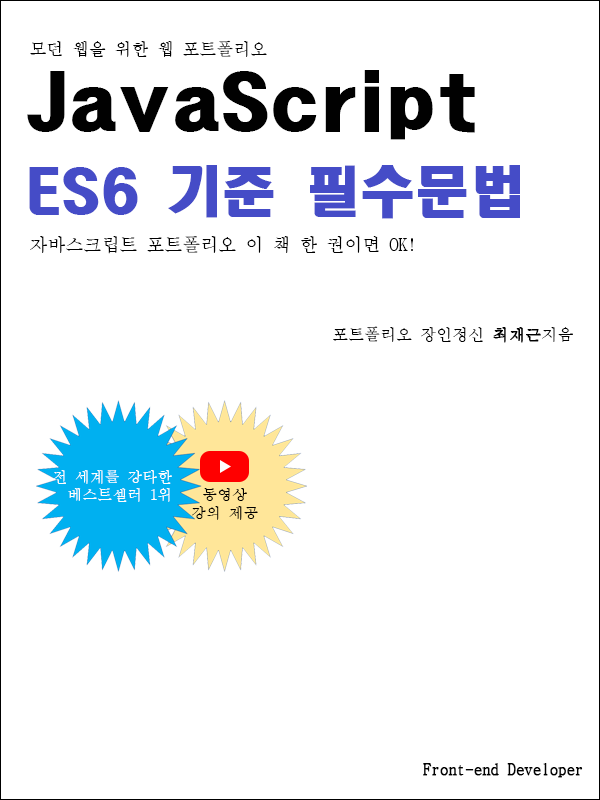 모던 웹을 위한 웹 포트폴리오
JavaScript
ES6 기준 필수문법
자바스크립트 포트폴리오 이 책 한 권이면 OK!
포트폴리오 장인정신 최재근지음
전 세계를 강타한
베스트셀러 1위
동영상
강의 제공
Front-end Developer